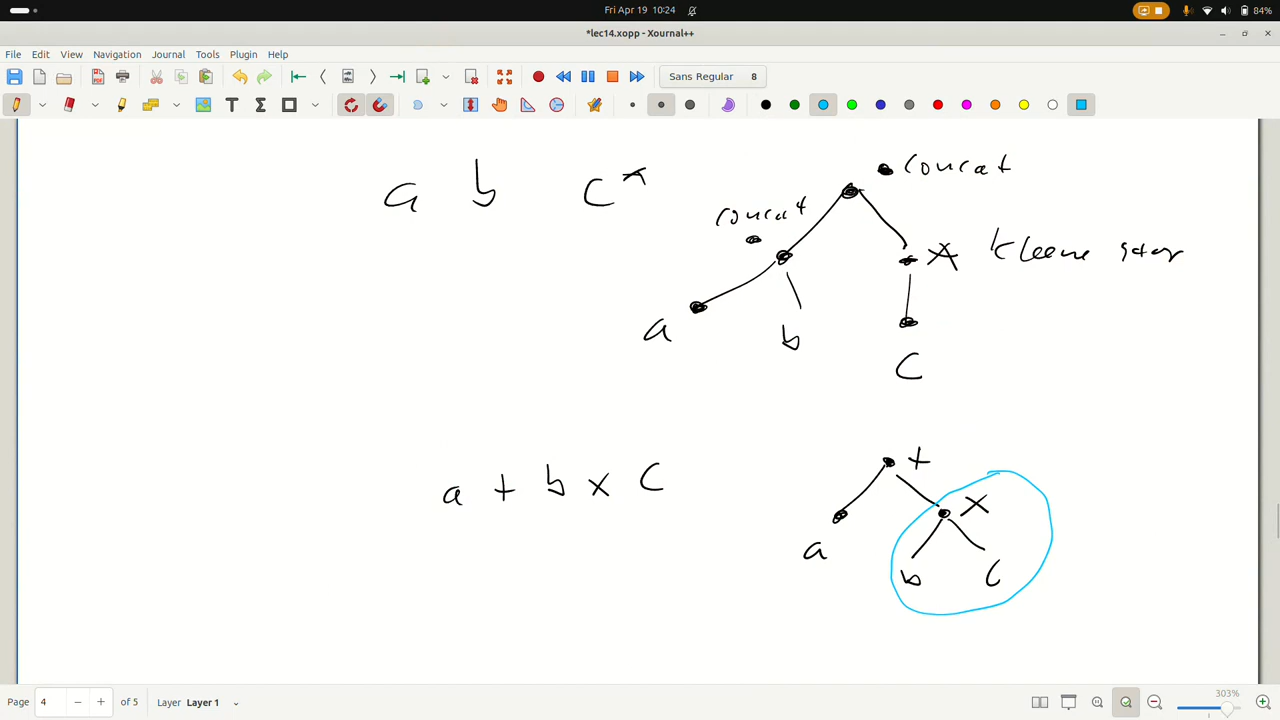 Fri Apr 19 10:24
84%
*lec14.xopp - Xournal++
File Edit View Navigation Journal Tools Plugin Help
Sans Regular 8
a b c*
concat
concat
* kleene star
a
b
c
a + b × c
+
×
a
b
c
Page 4 of 5 Layer Layer 1
303%